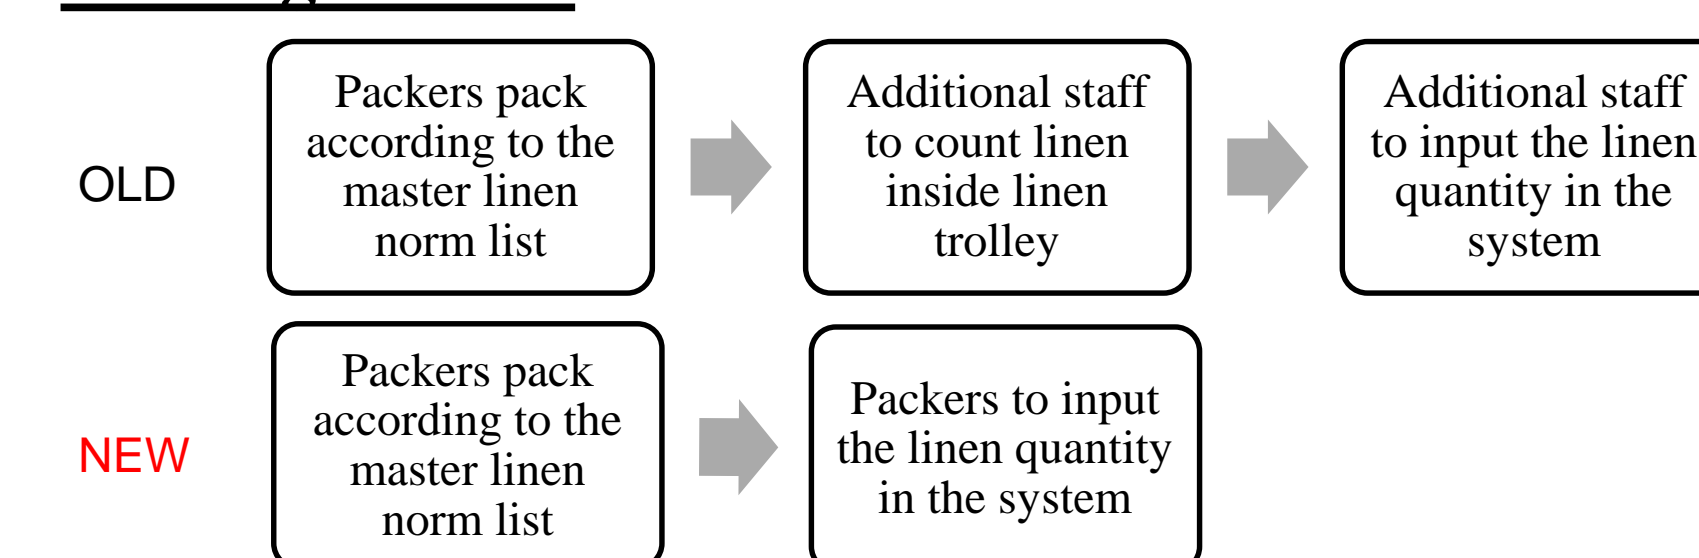 OLD
Packers pack
according to the
master linen
norm list
Additional staff
to count linen
inside linen
trolley
Additional staff
to input the linen
quantity in the
system
NEW
Packers pack
according to the
master linen
norm list
Packers to input
the linen quantity
in the system